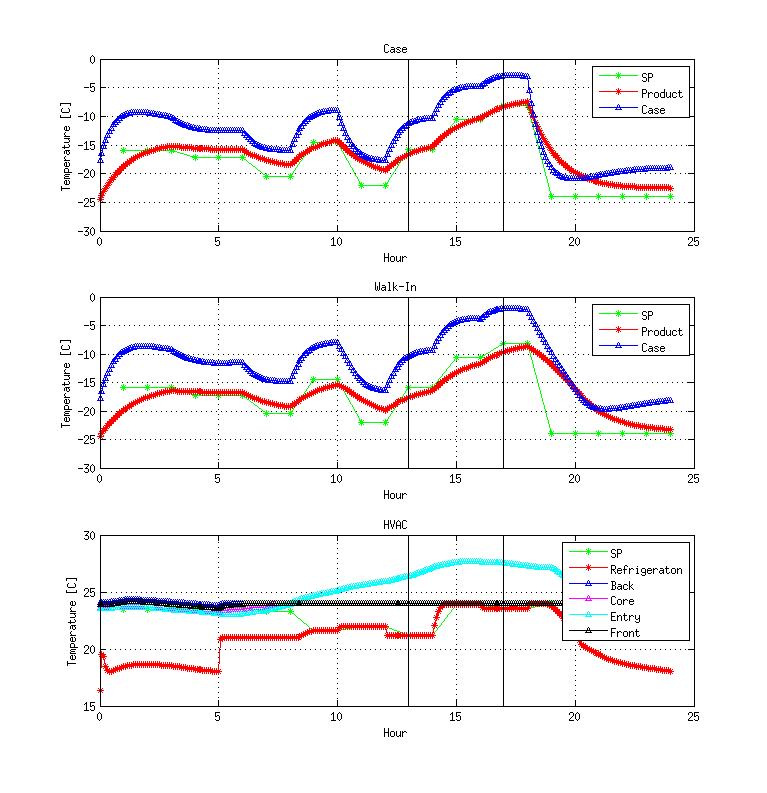 Case
0
-5
-10
-15
-20
-25
-30
Temperature [C]
SP
Product
Case
0 5 10 15 20 25
Hour
Walk-In
0
-5
-10
-15
-20
-25
-30
Temperature [C]
SP
Product
Case
0 5 10 15 20 25
Hour
HVAC
30
25
20
15
Temperature [C]
SP
Refrigeraton
Back
Core
Entry
Front
0 5 10 15 20 25
Hour